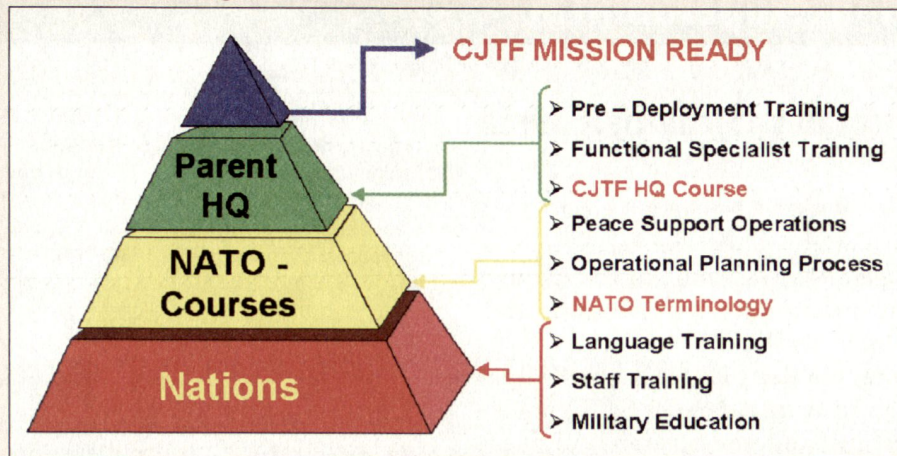 CJTF MISSION READY
Parent
HQ
NATO -
Courses
Nations
➢ Pre – Deployment Training
➢ Functional Specialist Training
➢ CJTF HQ Course
➢ Peace Support Operations
➢ Operational Planning Process
➢ NATO Terminology
➢ Language Training
➢ Staff Training
➢ Military Education